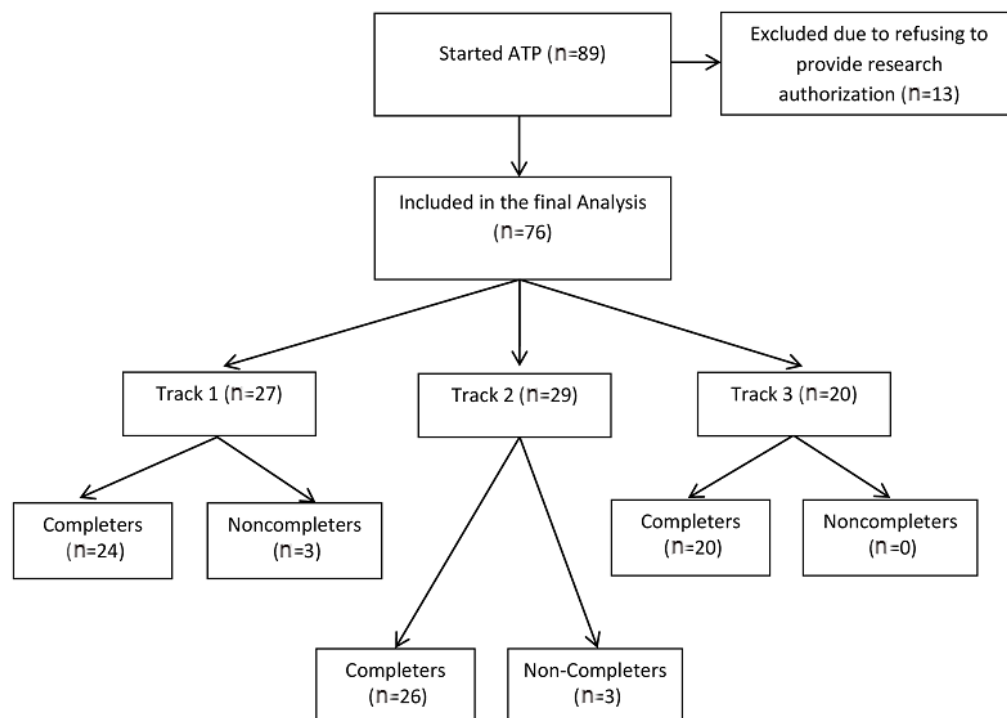 Started ATP (n=89)
Excluded due to refusing to
provide research
authorization (n=13)
Included in the final Analysis
(n=76)
Track 1 (n=27)
Track 2 (n=29)
Track 3 (n=20)
Completers
(n=24)
Noncompleters
(n=3)
Completers
(n=20)
Noncompleters
(n=0)
Completers
(n=26)
Non-Completers
(n=3)